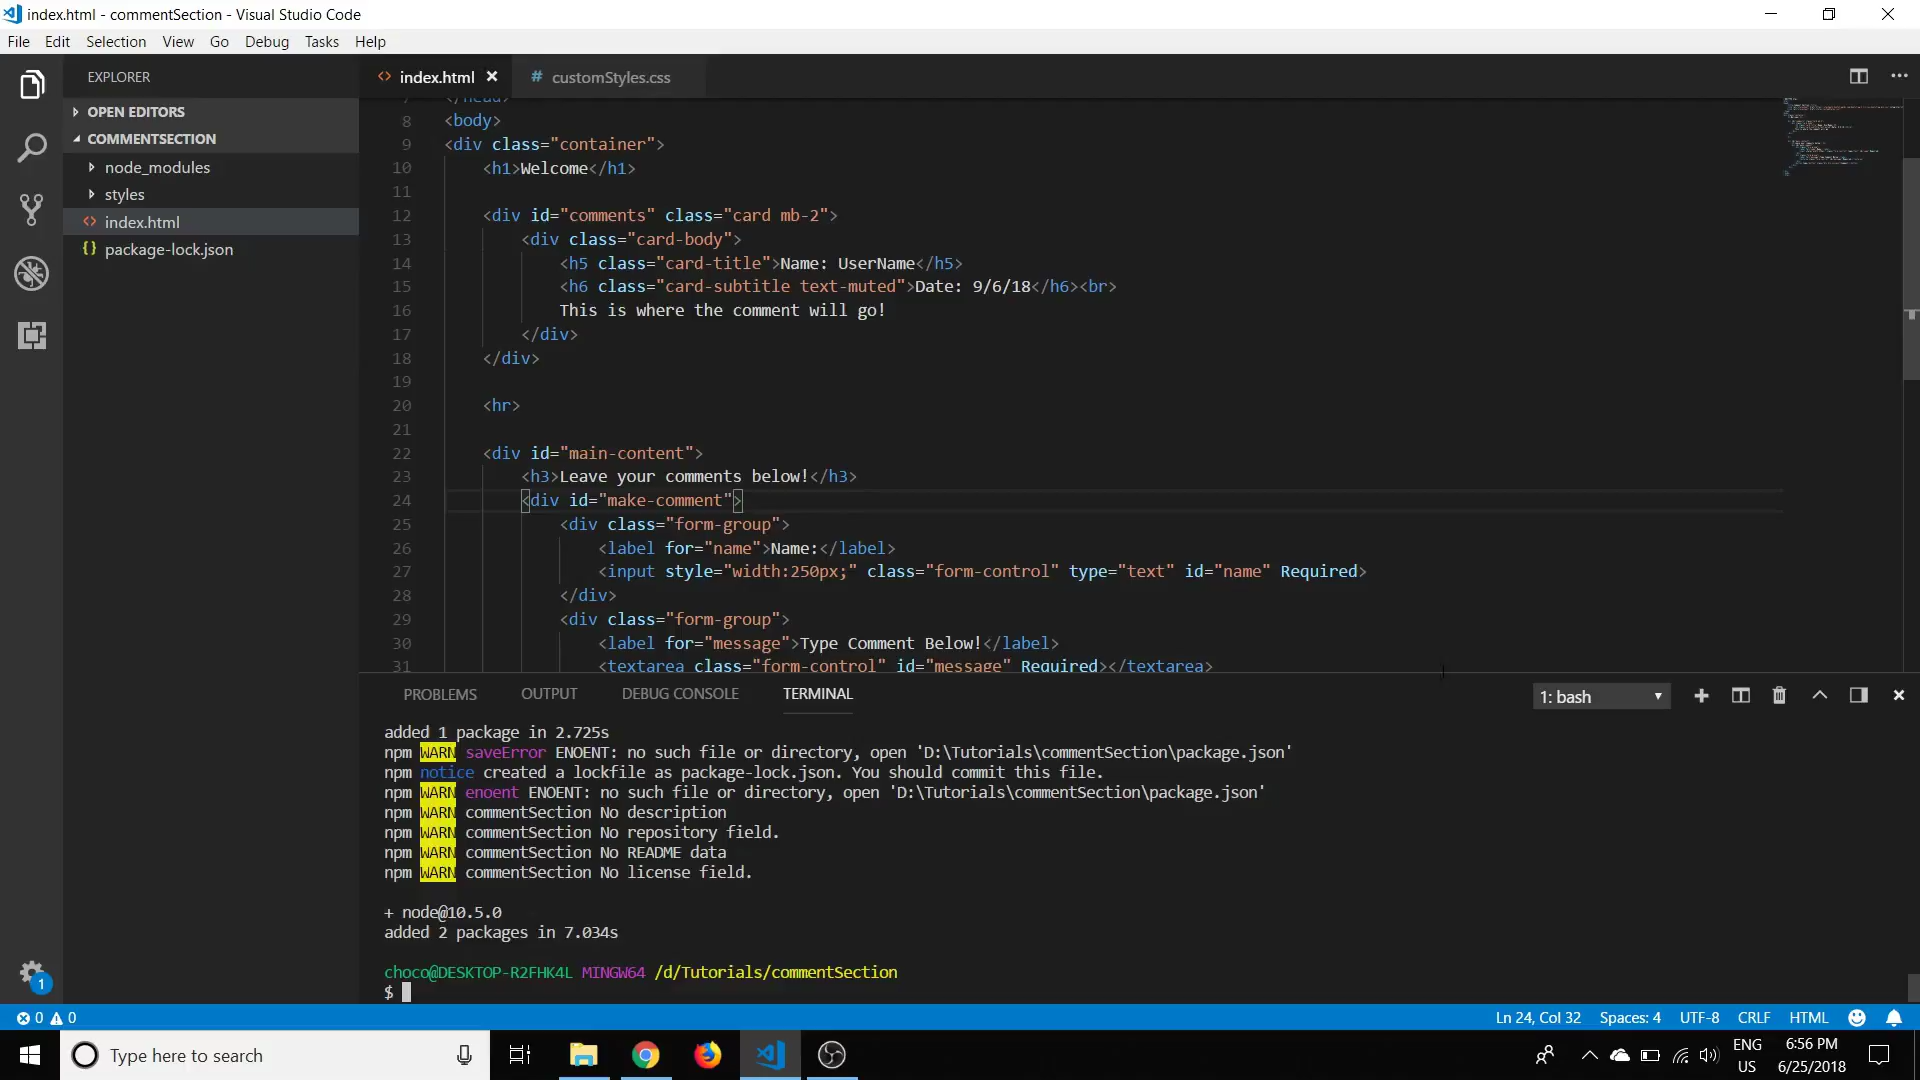 index.html - commentSection - Visual Studio Code
File Edit Selection View Go Debug Tasks Help
EXPLORER
OPEN EDITORS
COMMENTSECTION
node_modules
styles
<> index.html
{} package-lock.json
<> index.html × # customStyles.css
7 </head>
8 <body>
9 <div class="container">
10 <h1>Welcome</h1>
11
12 <div id="comments" class="card mb-2">
13 <div class="card-body">
14 <h5 class="card-title">Name: UserName</h5>
15 <h6 class="card-subtitle text-muted">Date: 9/6/18</h6><br>
16 This is where the comment will go!
17 </div>
18 </div>
19
20 <hr>
21
22 <div id="main-content">
23 <h3>Leave your comments below!</h3>
24 <div id="make-comment">
25 <div class="form-group">
26 <label for="name">Name:</label>
27 <input style="width:250px;" class="form-control" type="text" id="name" Required>
28 </div>
29 <div class="form-group">
30 <label for="message">Type Comment Below!</label>
31 <textarea class="form-control" id="message" Required></textarea>
PROBLEMS OUTPUT DEBUG CONSOLE TERMINAL 1: bash
added 1 package in 2.725s
npm WARN saveError ENOENT: no such file or directory, open 'D:\Tutorials\commentSection\package.json'
npm notice created a lockfile as package-lock.json. You should commit this file.
npm WARN enoent ENOENT: no such file or directory, open 'D:\Tutorials\commentSection\package.json'
npm WARN commentSection No description
npm WARN commentSection No repository field.
npm WARN commentSection No README data
npm WARN commentSection No license field.
+ node@10.5.0
added 2 packages in 7.034s
choco@DESKTOP-R2FHK4L MINGW64 /d/Tutorials/commentSection
$
1
0 0 Ln 24, Col 32 Spaces: 4 UTF-8 CRLF HTML
Type here to search
ENG
US
6:56 PM
6/25/2018